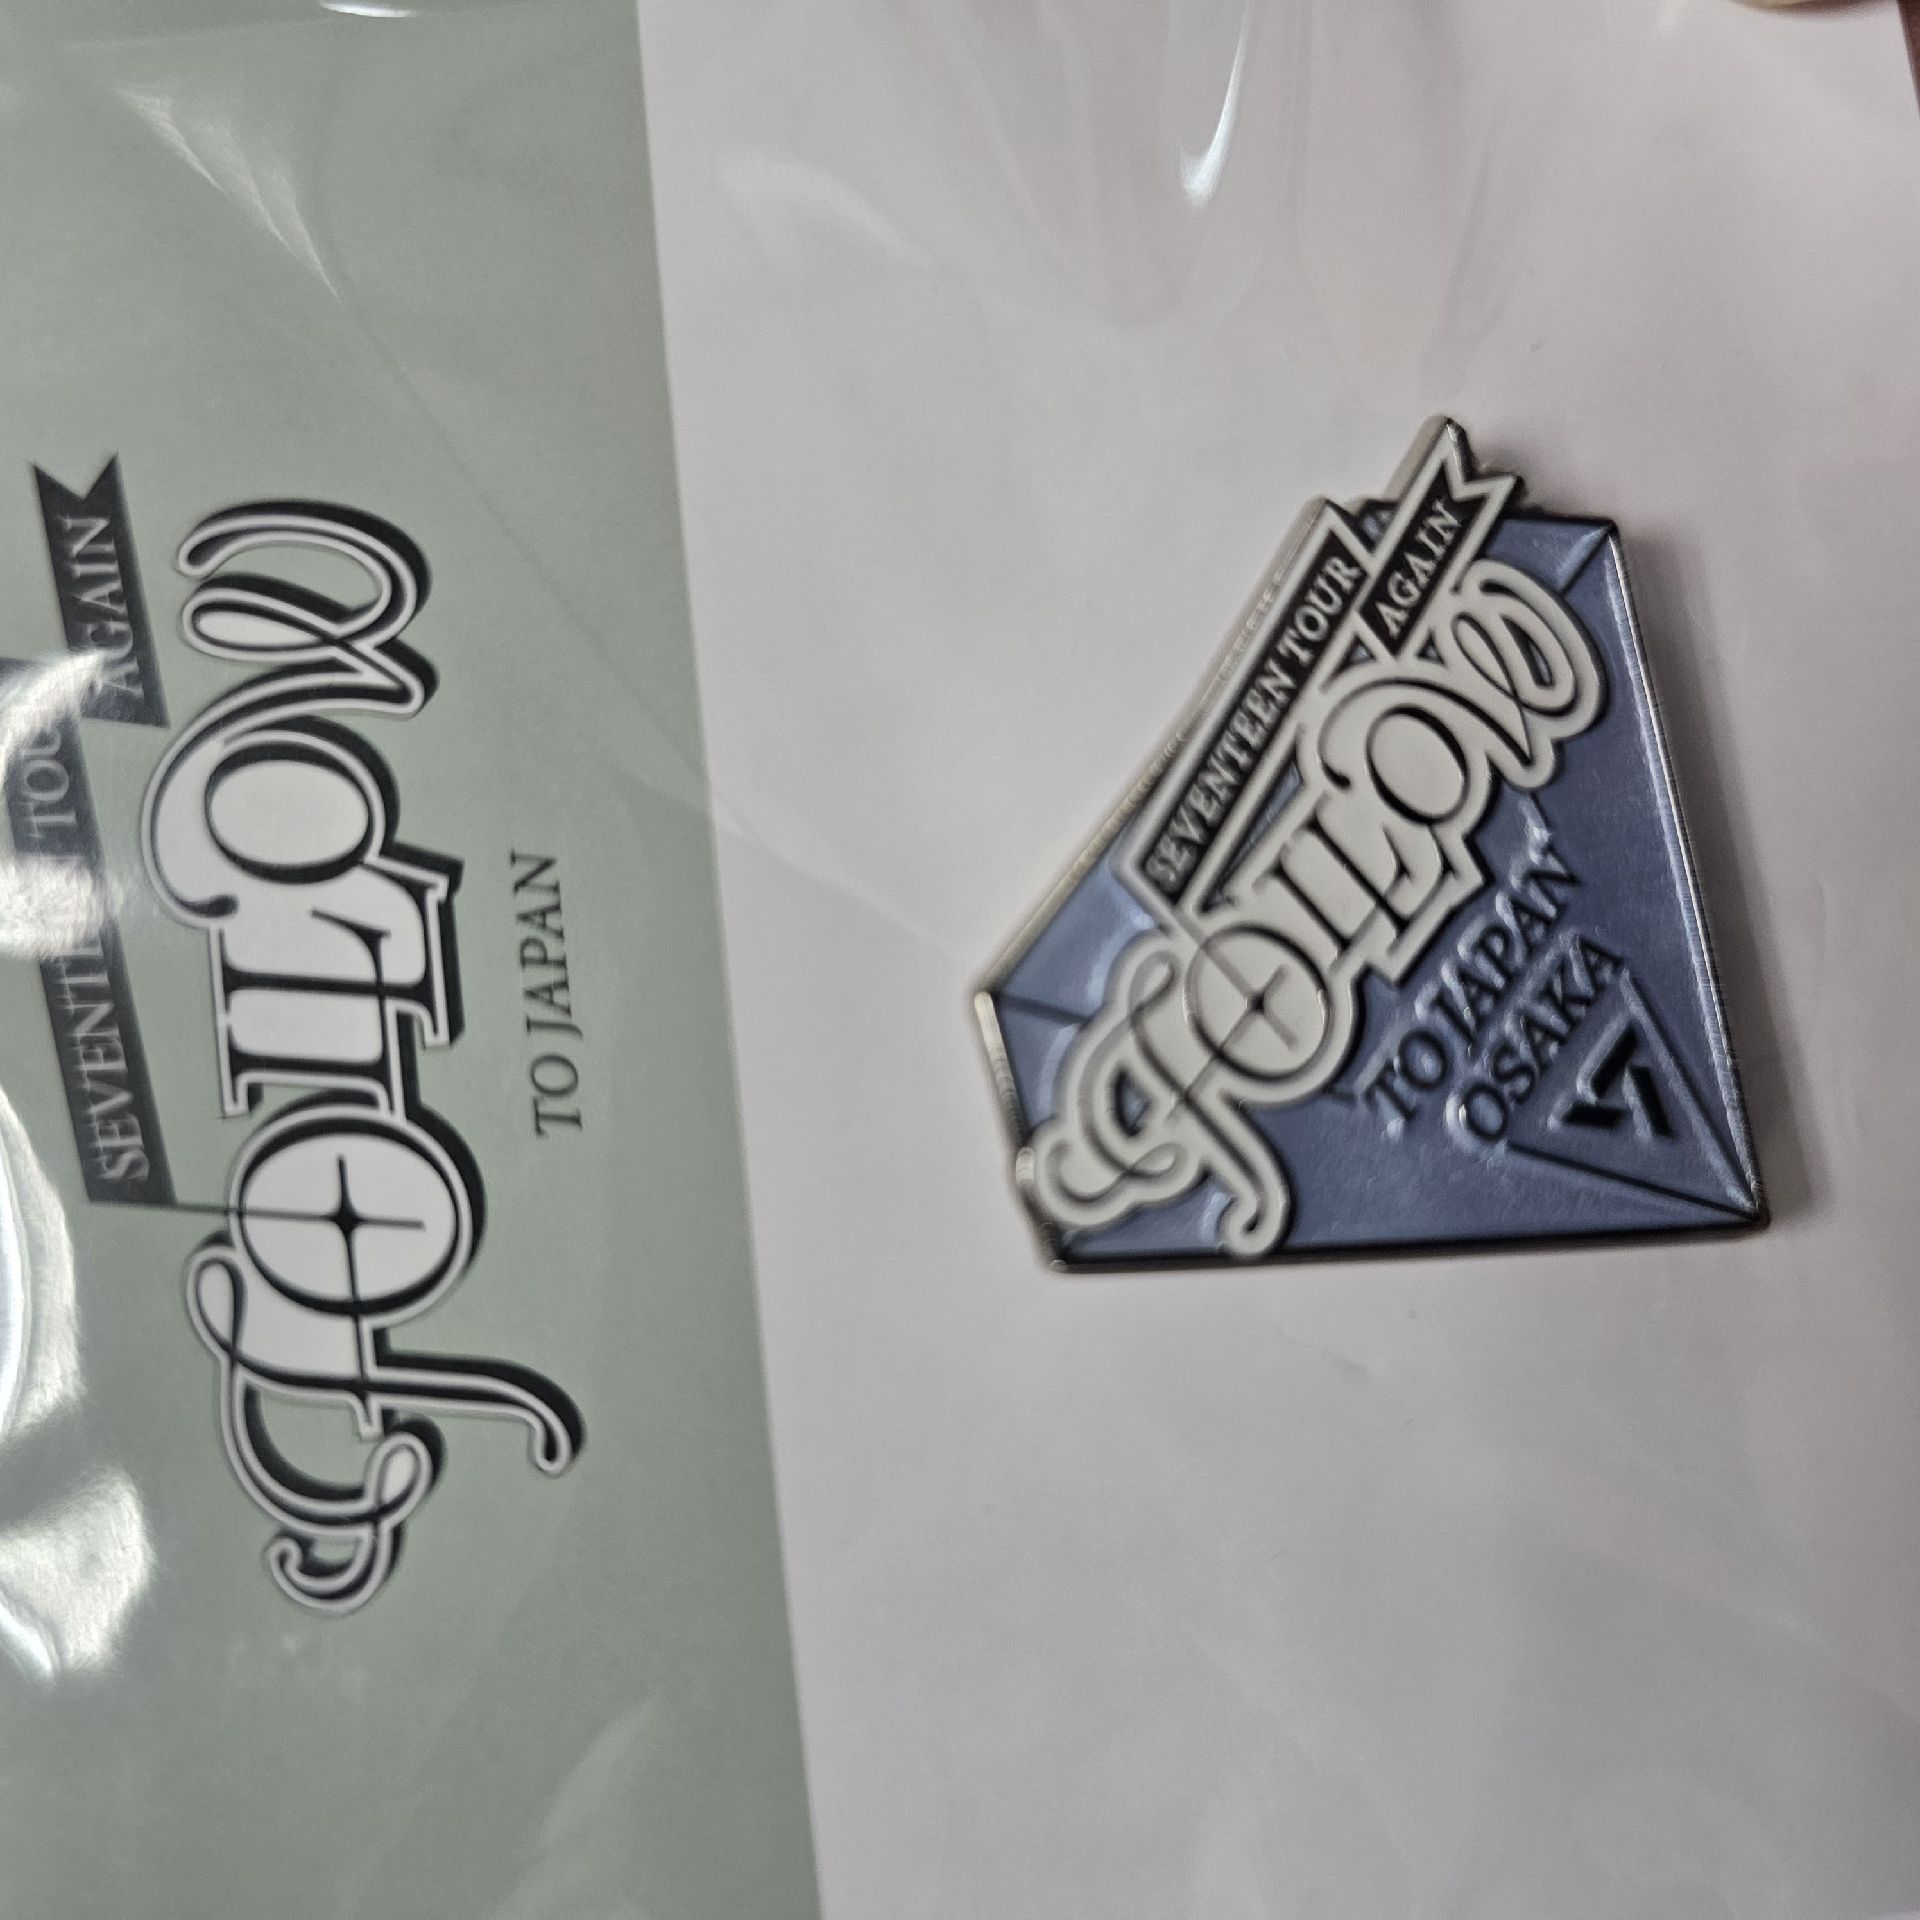 SEVENTEEN TOUR
AGAIN
FOLLOW
TO JAPAN
SEVENTEEN TOUR
AGAIN
FOLLOW
TO JAPAN
OSAKA